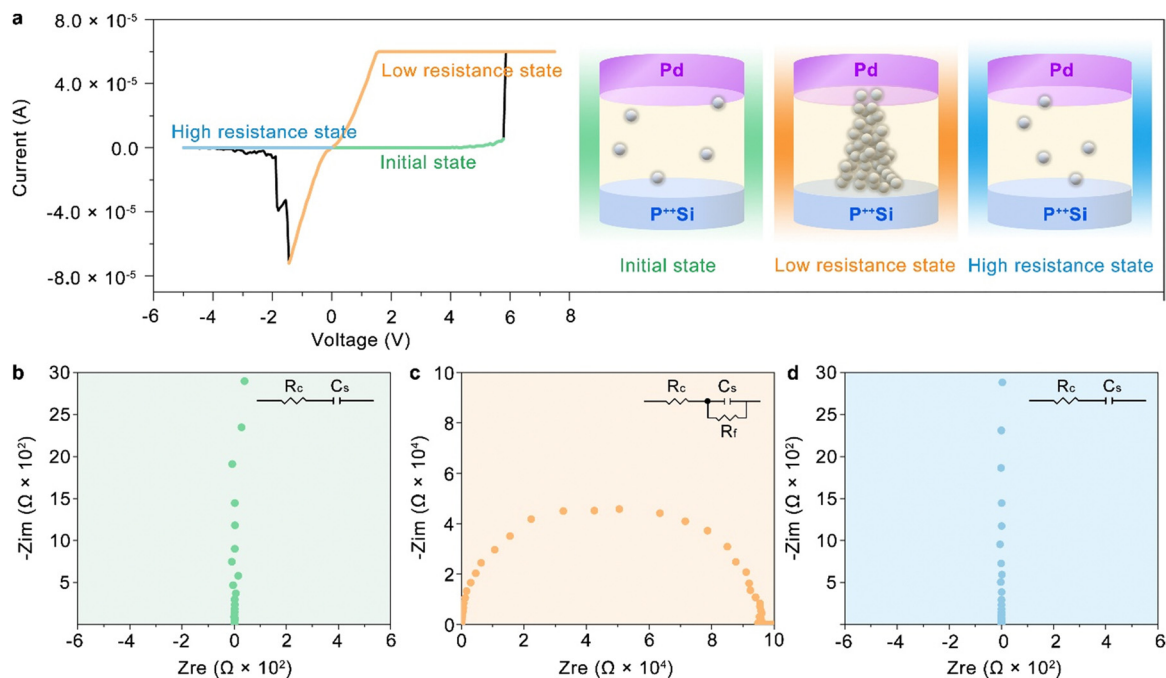 a
8.0 × 10⁻⁵
4.0 × 10⁻⁵
0.0
-4.0 × 10⁻⁵
-8.0 × 10⁻⁵
Current (A)
-6 -4 -2 0 2 4 6 8
Voltage (V)
Low resistance state
High resistance state
Initial state
Pd Pd Pd
P⁺⁺Si P⁺⁺Si P⁺⁺Si
Initial state Low resistance state High resistance state
b
30
25
20
15
10
5
-Zim (Ω × 10²)
-6 -4 -2 0 2 4 6
Zre (Ω × 10²)
Rc Cs
c
10
8
6
4
2
0
-Zim (Ω × 10⁴)
0 2 4 6 8 10
Zre (Ω × 10⁴)
Rc Cs
Rf
d
30
25
20
15
10
5
-Zim (Ω × 10²)
-6 -4 -2 0 2 4 6
Zre (Ω × 10²)
Rc Cs